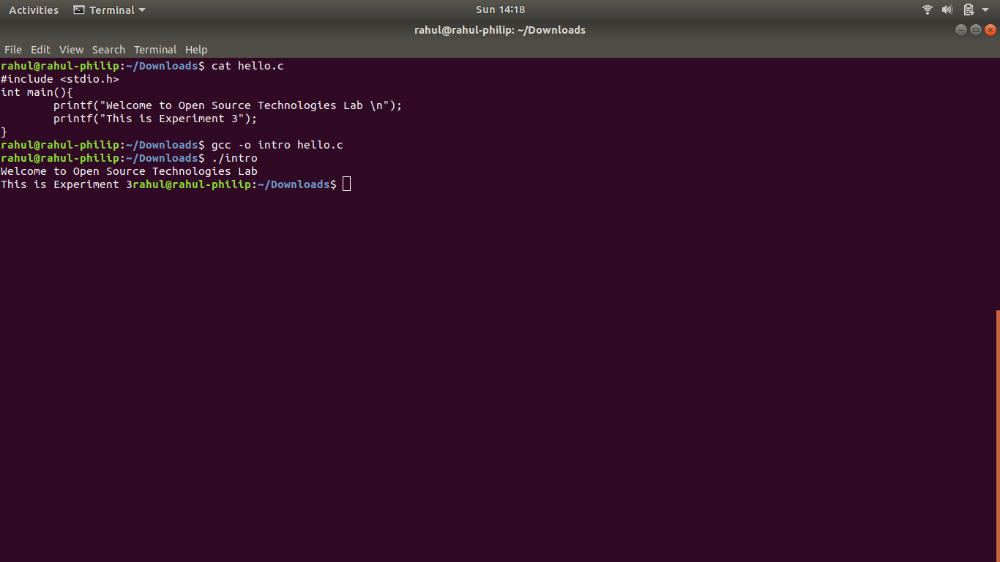 Activities Terminal Sun 14:18
rahul@rahul-philip: ~/Downloads
File Edit View Search Terminal Help
rahul@rahul-philip:~/Downloads$ cat hello.c
#include <stdio.h>
int main(){
        printf("Welcome to Open Source Technologies Lab \n");
        printf("This is Experiment 3");
}
rahul@rahul-philip:~/Downloads$ gcc -o intro hello.c
rahul@rahul-philip:~/Downloads$ ./intro
Welcome to Open Source Technologies Lab
This is Experiment 3rahul@rahul-philip:~/Downloads$